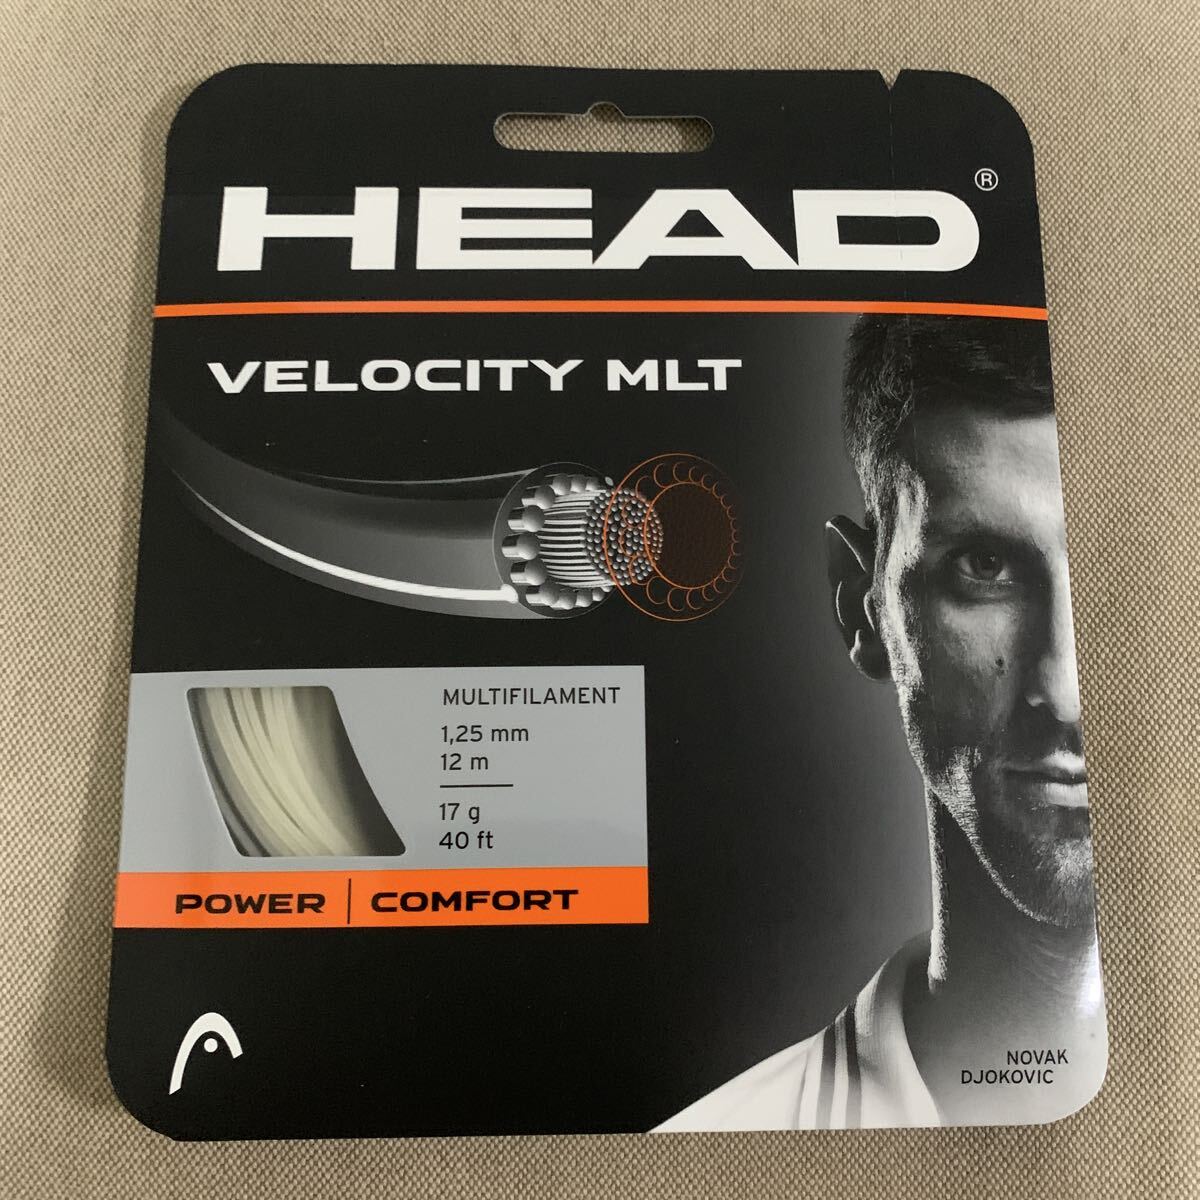 HEAD®
VELOCITY MLT
MULTIFILAMENT
1,25 mm
12 m
17 g
40 ft
POWER | COMFORT
NOVAK
DJOKOVIC